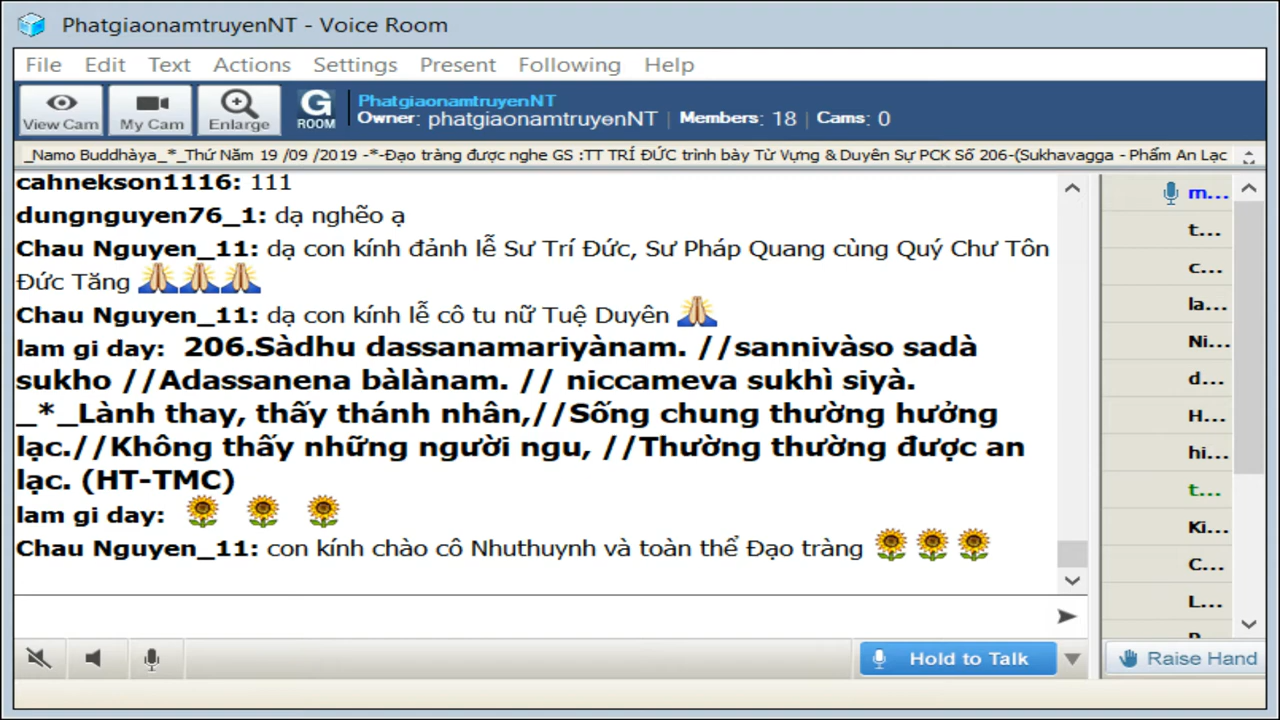 PhatgiaonamtruyenNT - Voice Room
File Edit Text Actions Settings Present Following Help
View Cam My Cam Enlarge G ROOM
PhatgiaonamtruyenNT
Owner: phatgiaonamtruyenNT | Members: 18 | Cams: 0
_Namo Buddhàya_*_Thứ Năm 19 /09 /2019 -*-Đạo tràng được nghe GS :TT TRÍ ĐỨC trình bày Từ Vựng & Duyên Sự PCK Số 206-(Sukhavagga - Phẩm An Lạc
cahnekson1116: 111
dungnguyen76_1: dạ nghẽo ạ
Chau Nguyen_11: dạ con kính đảnh lễ Sư Trí Đức, Sư Pháp Quang cùng Quý Chư Tôn
Đức Tăng
Chau Nguyen_11: dạ con kính lễ cô tu nữ Tuệ Duyên
lam gi day: 206.Sàdhu dassanamariyànam. //sannivàso sadà
sukho //Adassanena bàlànam. // niccameva sukhì siyà.
_*_Lành thay, thấy thánh nhân,//Sống chung thường hưởng
lạc.//Không thấy những người ngu, //Thường thường được an
lạc. (HT-TMC)
lam gi day:
Chau Nguyen_11: con kính chào cô Nhuthuynh và toàn thể Đạo tràng
m...
t...
c...
la...
Ni...
d...
H...
hi...
t...
Ki...
C...
L...
Hold to Talk
Raise Hand